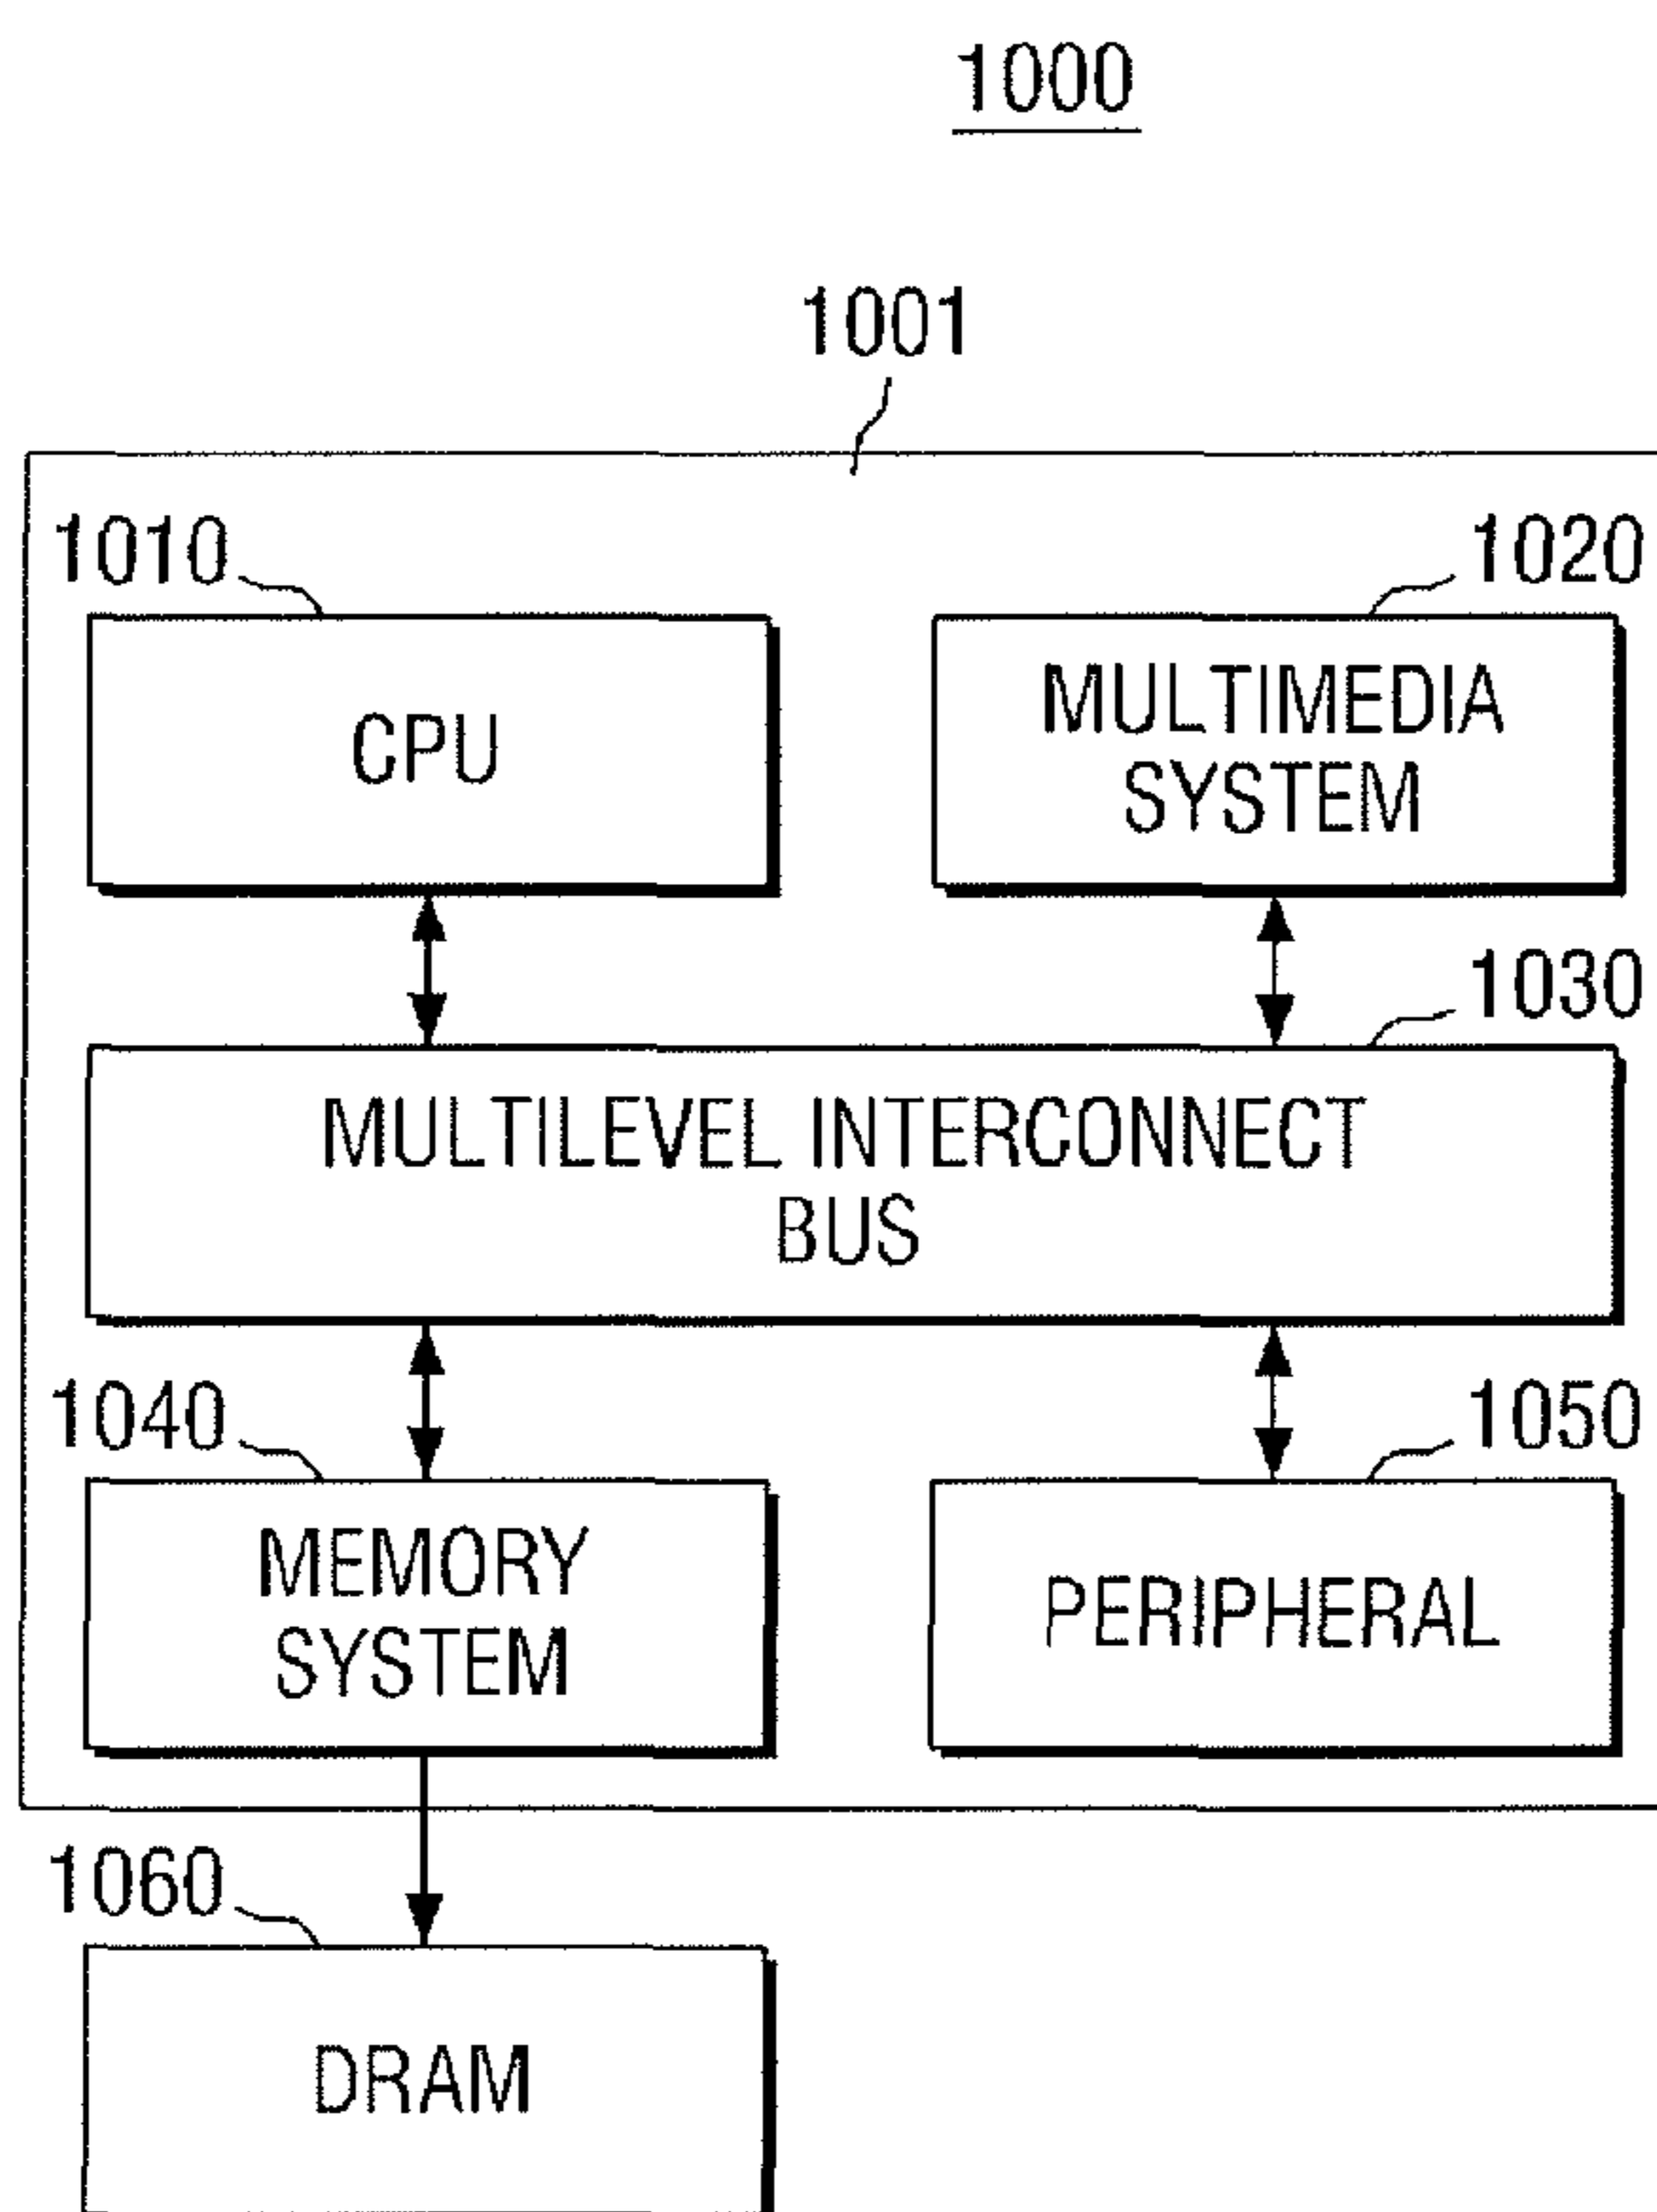 1000
1001
1010
1020
CPU
MULTIMEDIA
SYSTEM
1030
MULTILEVEL INTERCONNECT
BUS
1040
1050
MEMORY
SYSTEM
PERIPHERAL
1060
DRAM